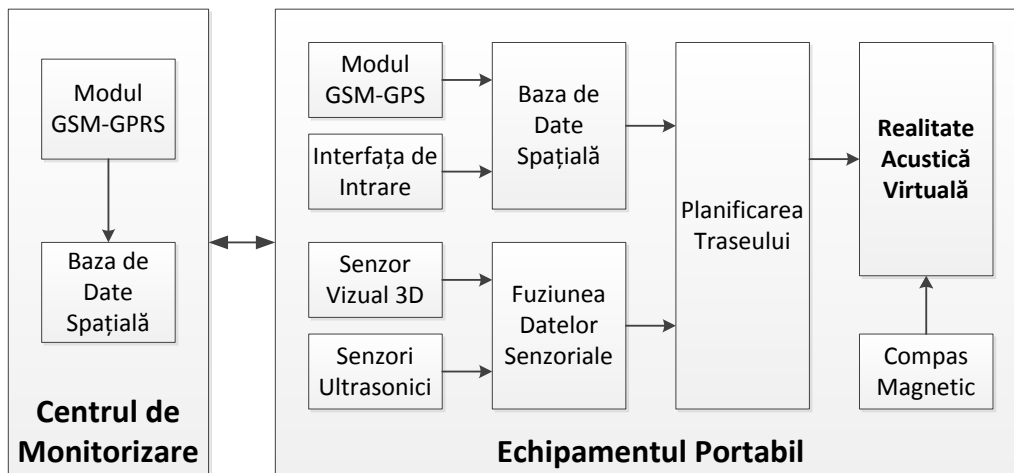 Modul
GSM-GPRS
Baza de
Date
Spațială
Centrul de
Monitorizare
Modul
GSM-GPS
Interfața de
Intrare
Baza de
Date
Spațială
Senzor
Vizual 3D
Senzori
Ultrasonici
Fuziunea
Datelor
Senzoriale
Planificarea
Traseului
Realitate
Acustică
Virtuală
Compas
Magnetic
Echipamentul Portabil